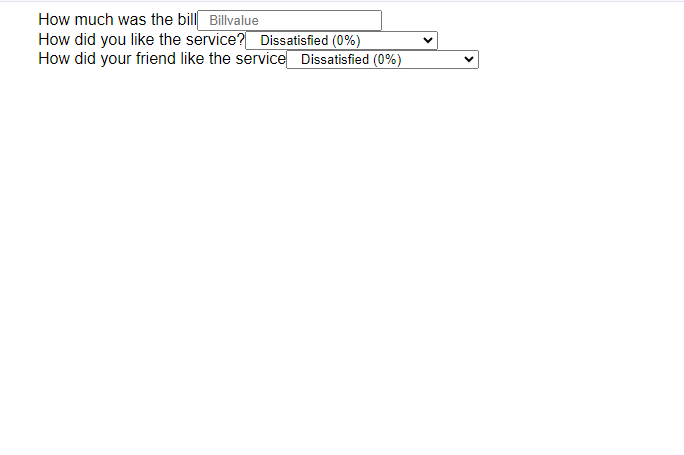 How much was the bill Billvalue
How did you like the service? Dissatisfied (0%)
How did your friend like the service Dissatisfied (0%)